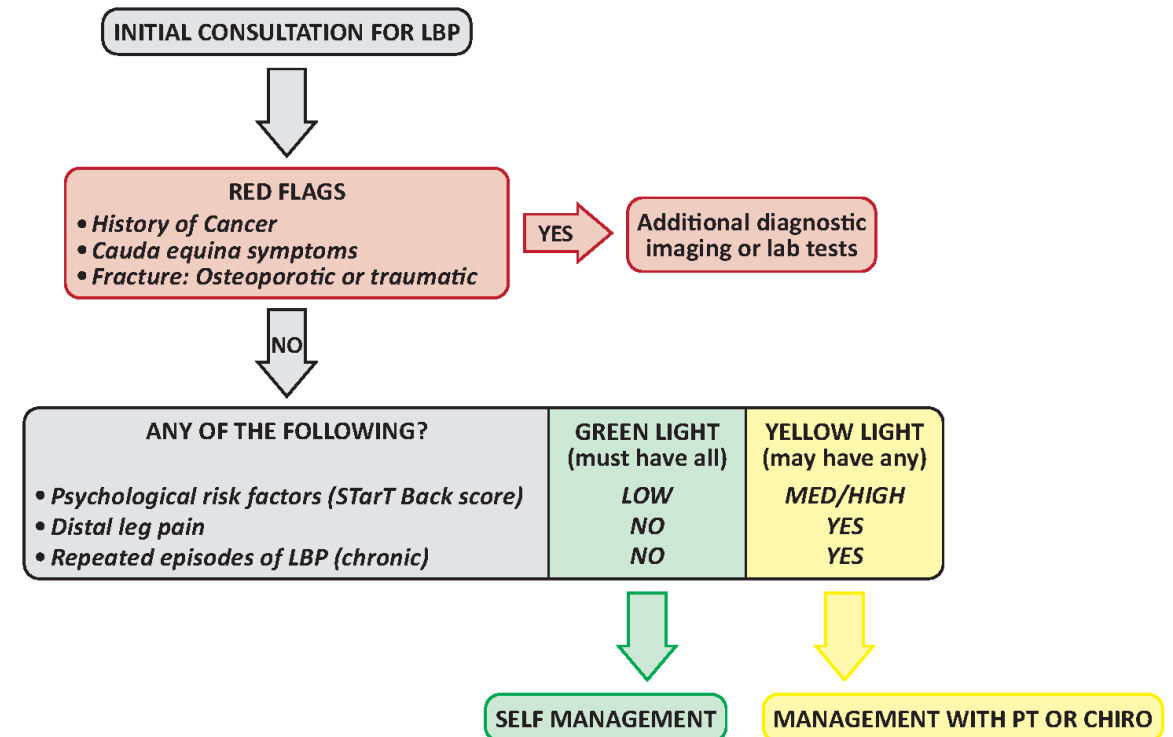 INITIAL CONSULTATION FOR LBP
RED FLAGS
• History of Cancer
• Cauda equina symptoms
• Fracture: Osteoporotic or traumatic
YES
Additional diagnostic
imaging or lab tests
NO
ANY OF THE FOLLOWING?
• Psychological risk factors (STarT Back score)
• Distal leg pain
• Repeated episodes of LBP (chronic)
GREEN LIGHT
(must have all)
LOW
NO
NO
YELLOW LIGHT
(may have any)
MED/HIGH
YES
YES
SELF MANAGEMENT
MANAGEMENT WITH PT OR CHIRO